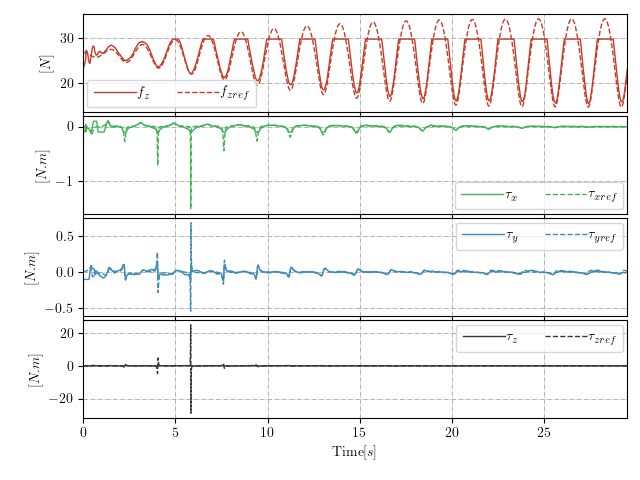 30
20
[N]
f_z f_zref
0
−1
[N.m]
τ_x τ_xref
0.5
0.0
−0.5
[N.m]
τ_y τ_yref
20
0
−20
[N.m]
τ_z τ_zref
0 5 10 15 20 25
Time[s]